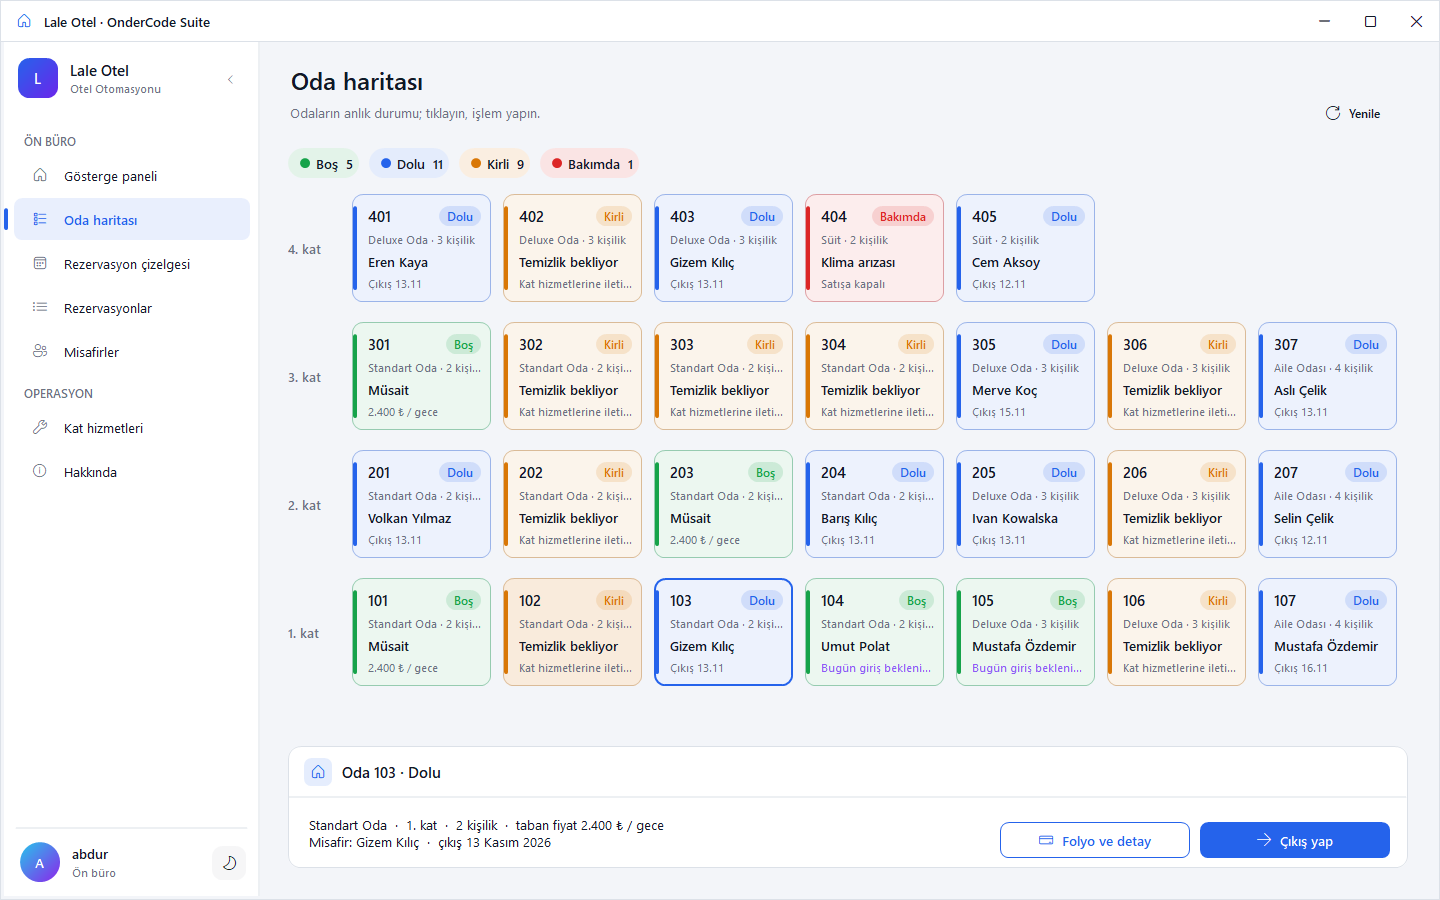 Lale Otel · OnderCode Suite
L
Lale Otel
Otel Otomasyonu
ÖN BÜRO
Gösterge paneli
Oda haritası
Rezervasyon çizelgesi
Rezervasyonlar
Misafirler
OPERASYON
Kat hizmetleri
Hakkında
A
abdur
Ön büro
Oda haritası
Odaların anlık durumu; tıklayın, işlem yapın.
Yenile
Boş 5
Dolu 11
Kirli 9
Bakımda 1
4. kat
401 Dolu
Deluxe Oda · 3 kişilik
Eren Kaya
Çıkış 13.11
402 Kirli
Deluxe Oda · 3 kişilik
Temizlik bekliyor
Kat hizmetlerine ileti...
403 Dolu
Deluxe Oda · 3 kişilik
Gizem Kılıç
Çıkış 13.11
404 Bakımda
Süit · 2 kişilik
Klima arızası
Satışa kapalı
405 Dolu
Süit · 2 kişilik
Cem Aksoy
Çıkış 12.11
3. kat
301 Boş
Standart Oda · 2 kişi...
Müsait
2.400 ₺ / gece
302 Kirli
Standart Oda · 2 kişi...
Temizlik bekliyor
Kat hizmetlerine ileti...
303 Kirli
Standart Oda · 2 kişi...
Temizlik bekliyor
Kat hizmetlerine ileti...
304 Kirli
Standart Oda · 2 kişi...
Temizlik bekliyor
Kat hizmetlerine ileti...
305 Dolu
Deluxe Oda · 3 kişilik
Merve Koç
Çıkış 15.11
306 Kirli
Deluxe Oda · 3 kişilik
Temizlik bekliyor
Kat hizmetlerine ileti...
307 Dolu
Aile Odası · 4 kişilik
Aslı Çelik
Çıkış 13.11
2. kat
201 Dolu
Standart Oda · 2 kişi...
Volkan Yılmaz
Çıkış 13.11
202 Kirli
Standart Oda · 2 kişi...
Temizlik bekliyor
Kat hizmetlerine ileti...
203 Boş
Standart Oda · 2 kişi...
Müsait
2.400 ₺ / gece
204 Dolu
Standart Oda · 2 kişi...
Barış Kılıç
Çıkış 13.11
205 Dolu
Deluxe Oda · 3 kişilik
Ivan Kowalska
Çıkış 13.11
206 Kirli
Deluxe Oda · 3 kişilik
Temizlik bekliyor
Kat hizmetlerine ileti...
207 Dolu
Aile Odası · 4 kişilik
Selin Çelik
Çıkış 12.11
1. kat
101 Boş
Standart Oda · 2 kişi...
Müsait
2.400 ₺ / gece
102 Kirli
Standart Oda · 2 kişi...
Temizlik bekliyor
Kat hizmetlerine ileti...
103 Dolu
Standart Oda · 2 kişi...
Gizem Kılıç
Çıkış 13.11
104 Boş
Standart Oda · 2 kişi...
Umut Polat
Bugün giriş bekleni...
105 Boş
Deluxe Oda · 3 kişilik
Mustafa Özdemir
Bugün giriş bekleni...
106 Kirli
Deluxe Oda · 3 kişilik
Temizlik bekliyor
Kat hizmetlerine ileti...
107 Dolu
Aile Odası · 4 kişilik
Mustafa Özdemir
Çıkış 16.11
Oda 103 · Dolu
Standart Oda · 1. kat · 2 kişilik · taban fiyat 2.400 ₺ / gece
Misafir: Gizem Kılıç · çıkış 13 Kasım 2026
Folyo ve detay
Çıkış yap